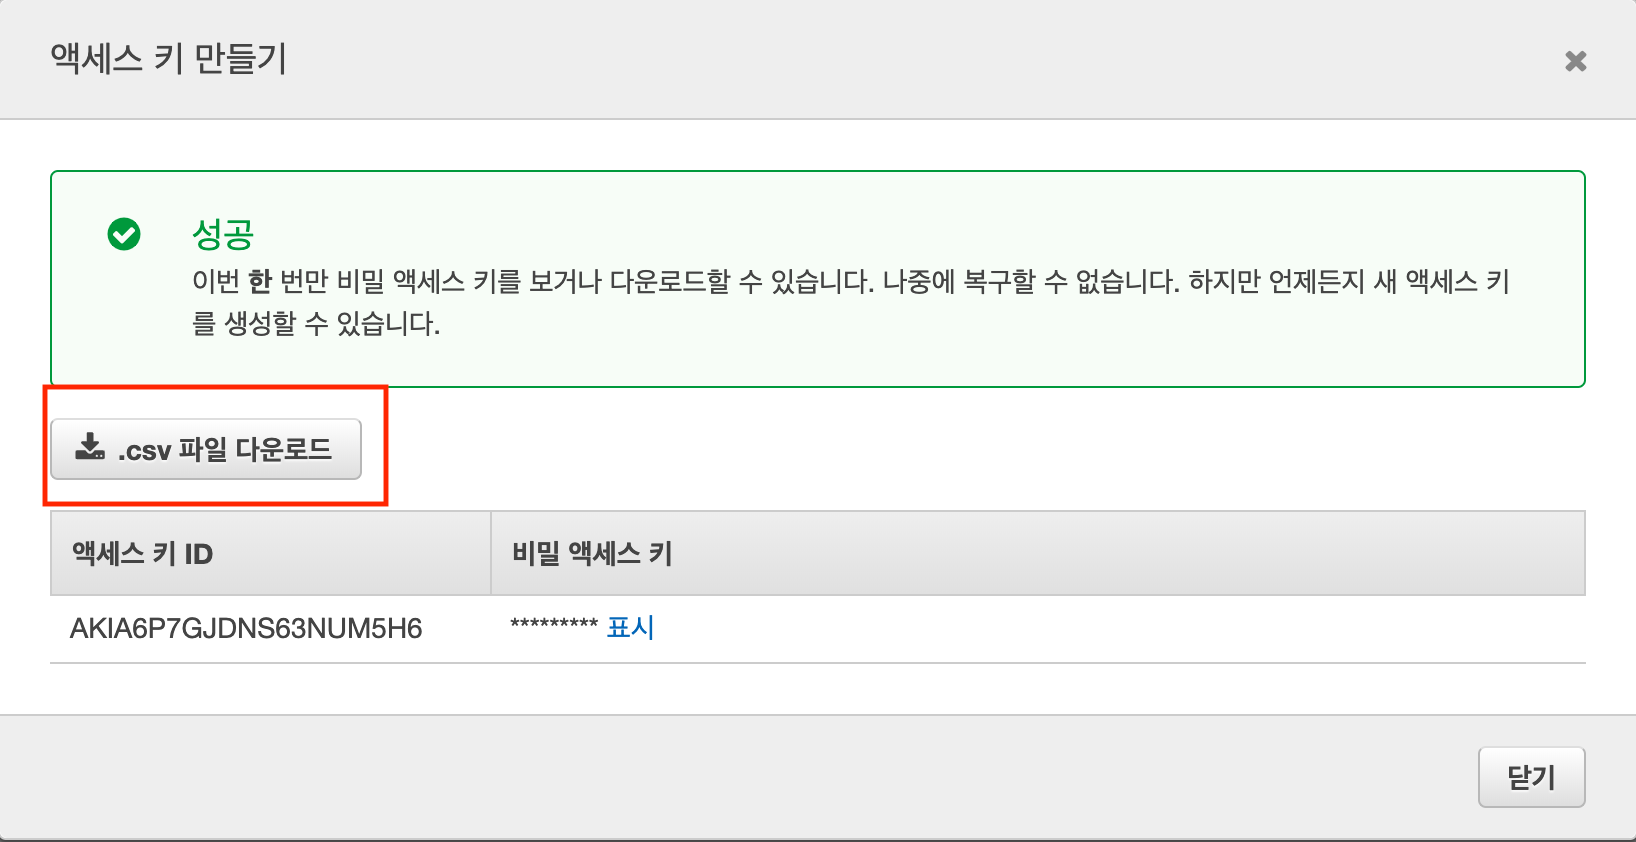 액세스 키 만들기
성공
이번 한 번만 비밀 액세스 키를 보거나 다운로드할 수 있습니다. 나중에 복구할 수 없습니다. 하지만 언제든지 새 액세스 키
를 생성할 수 있습니다.
.csv 파일 다운로드
액세스 키 ID 비밀 액세스 키
AKIA6P7GJDNS63NUM5H6 ********* 표시
닫기